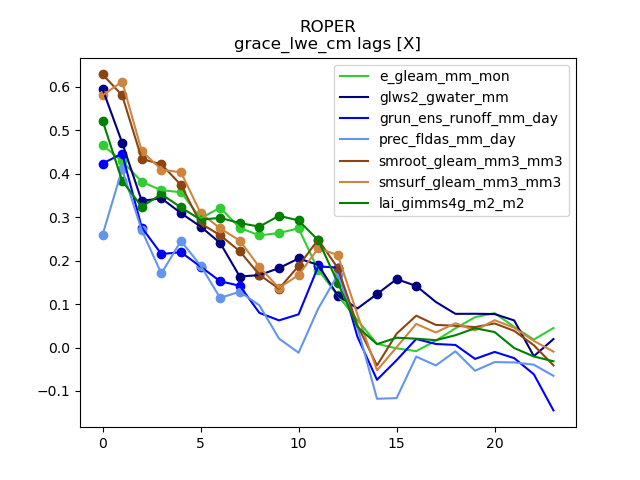 ROPER
grace_lwe_cm lags [X]
e_gleam_mm_mon
glws2_gwater_mm
grun_ens_runoff_mm_day
prec_fldas_mm_day
smroot_gleam_mm3_mm3
smsurf_gleam_mm3_mm3
lai_gimms4g_m2_m2
0.6
0.5
0.4
0.3
0.2
0.1
0.0
−0.1
0 5 10 15 20